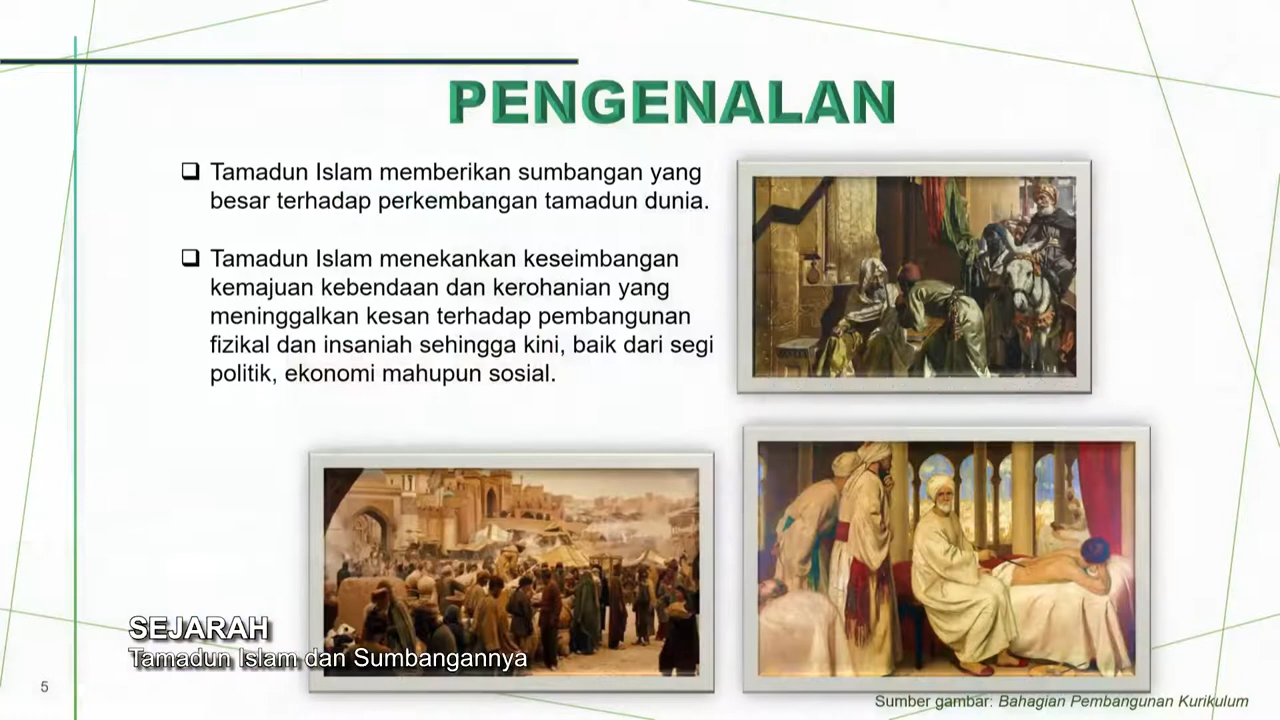 PENGENALAN
Tamadun Islam memberikan sumbangan yang
besar terhadap perkembangan tamadun dunia.
Tamadun Islam menekankan keseimbangan
kemajuan kebendaan dan kerohanian yang
meninggalkan kesan terhadap pembangunan
fizikal dan insaniah sehingga kini, baik dari segi
politik, ekonomi mahupun sosial.
SEJARAH
Tamadun Islam dan Sumbangannya
5
Sumber gambar: Bahagian Pembangunan Kurikulum